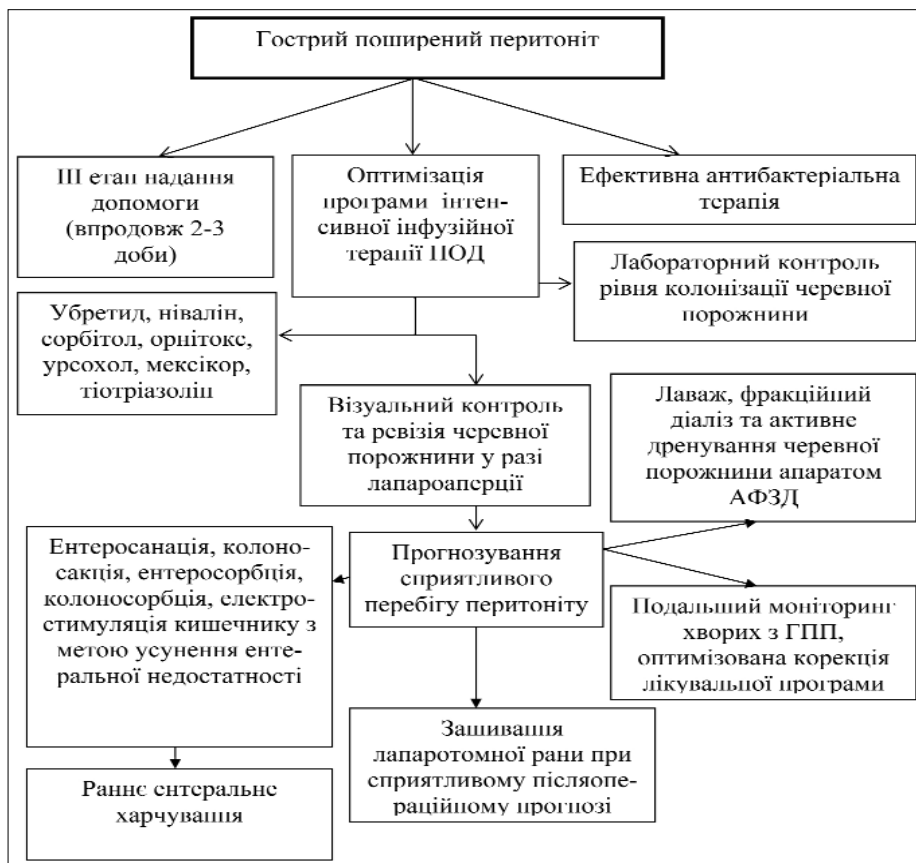 Гострий поширений перитоніт
ІІІ етап надання
допомоги
(впродовж 2-3
доби)
Оптимізація
програми інтен-
сивної інфузійної
терапії ПОД
Ефективна антибактеріальна
терапія
Лабораторний контроль
рівня колонізації черевної
порожнини
Убретид, нівалін,
сорбітол, орнітокс,
урсохол, мексікор,
тіотріазолін
Візуальний контроль
та ревізія черевної
порожнини у разі
лапароаперції
Лаваж, фракційний
діаліз та активне
дренування черевної
порожнини апаратом
АФЗД
Ентеросанація, колоно-
сакція, ентеросорбція,
колоносорбція, електро-
стимуляція кишечнику з
метою усунення енте-
ральної недостатності
Прогнозування
сприятливого
перебігу перитоніту
Подальший моніторинг
хворих з ГПП,
оптимізована корекція
лікувальної програми
Зашивання
лапаротомної рани при
сприятливому післяопе-
раційному прогнозі
Раннє ентеральне
харчування